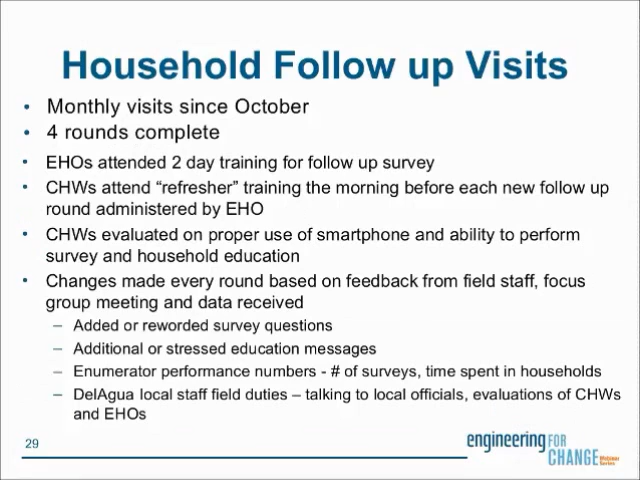 Household Follow up Visits
• Monthly visits since October
• 4 rounds complete
• EHOs attended 2 day training for follow up survey
• CHWs attend “refresher” training the morning before each new follow up
round administered by EHO
• CHWs evaluated on proper use of smartphone and ability to perform
survey and household education
• Changes made every round based on feedback from field staff, focus
group meeting and data received
– Added or reworded survey questions
– Additional or stressed education messages
– Enumerator performance numbers - # of surveys, time spent in households
– DelAgua local staff field duties – talking to local officials, evaluations of CHWs
and EHOs
29
engineering FOR
CHANGE Webinar
Series